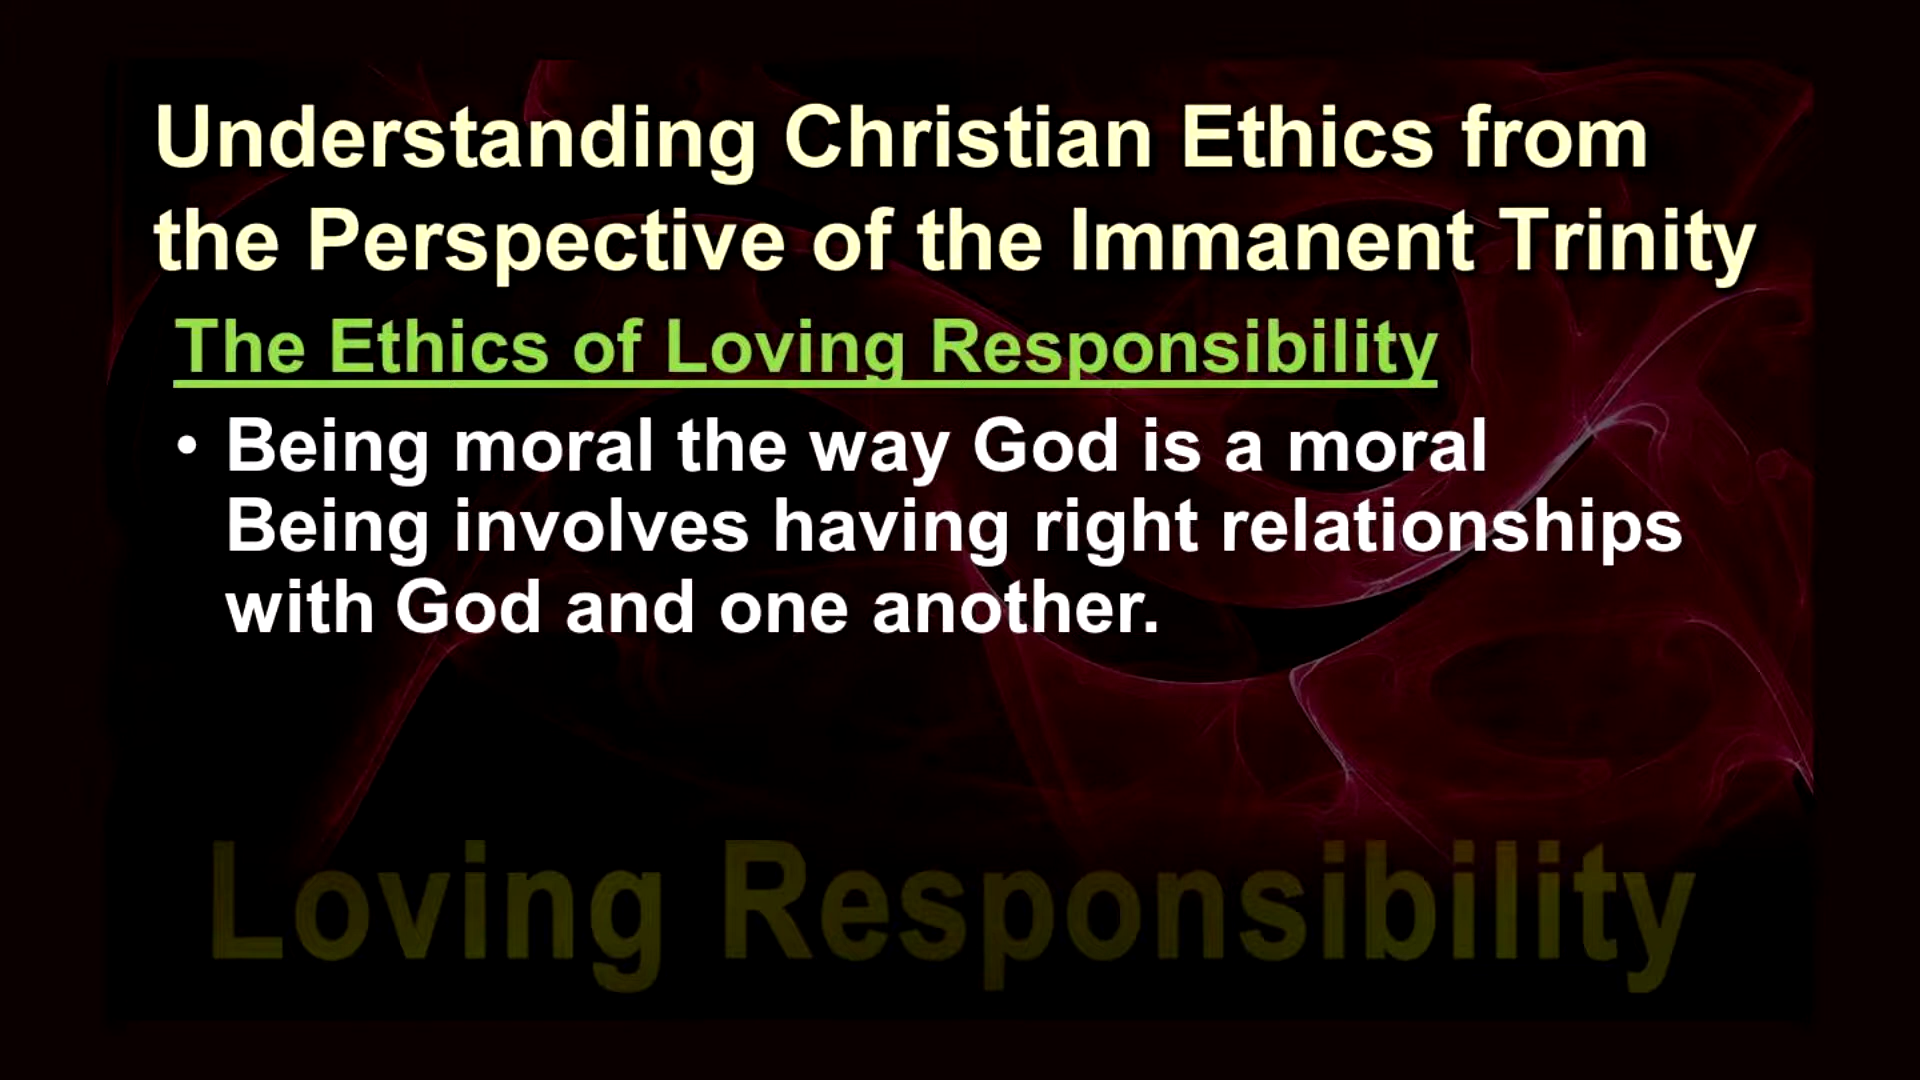 Understanding Christian Ethics from
the Perspective of the Immanent Trinity
The Ethics of Loving Responsibility
• Being moral the way God is a moral
Being involves having right relationships
with God and one another.
Loving Responsibility